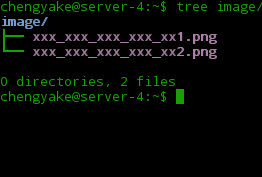 chengyake@server-4:~$ tree image/
image/
├── xxx_xxx_xxx_xxx_xx1.png
└── xxx_xxx_xxx_xxx_xx2.png
0 directories, 2 files
chengyake@server-4:~$